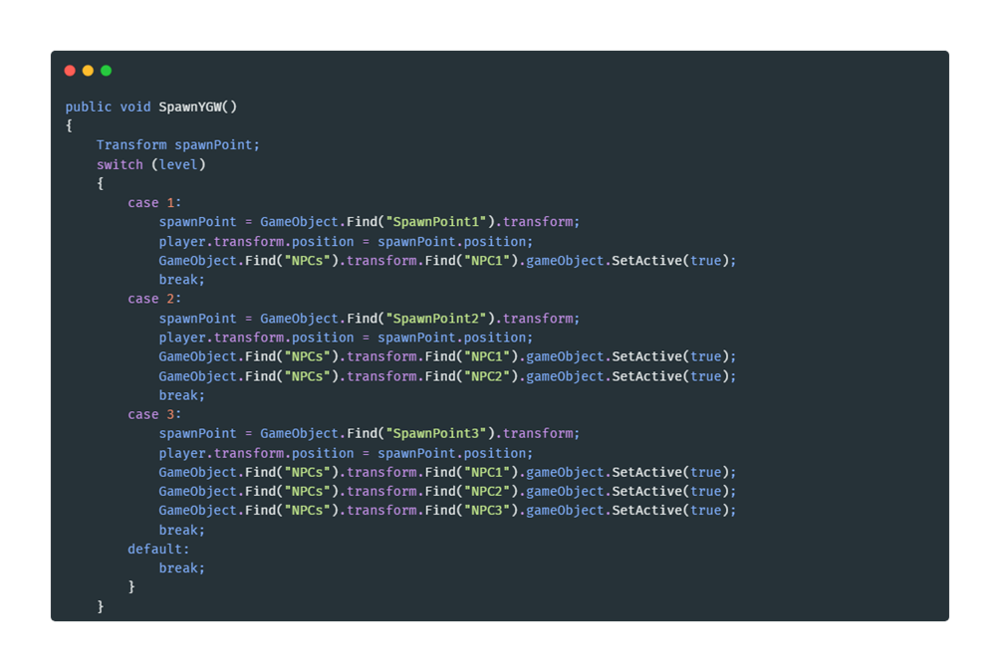 public void SpawnYGW()
{
    Transform spawnPoint;
    switch (level)
    {
        case 1:
            spawnPoint = GameObject.Find("SpawnPoint1").transform;
            player.transform.position = spawnPoint.position;
            GameObject.Find("NPCs").transform.Find("NPC1").gameObject.SetActive(true);
            break;
        case 2:
            spawnPoint = GameObject.Find("SpawnPoint2").transform;
            player.transform.position = spawnPoint.position;
            GameObject.Find("NPCs").transform.Find("NPC1").gameObject.SetActive(true);
            GameObject.Find("NPCs").transform.Find("NPC2").gameObject.SetActive(true);
            break;
        case 3:
            spawnPoint = GameObject.Find("SpawnPoint3").transform;
            player.transform.position = spawnPoint.position;
            GameObject.Find("NPCs").transform.Find("NPC1").gameObject.SetActive(true);
            GameObject.Find("NPCs").transform.Find("NPC2").gameObject.SetActive(true);
            GameObject.Find("NPCs").transform.Find("NPC3").gameObject.SetActive(true);
            break;
        default:
            break;
        }
    }